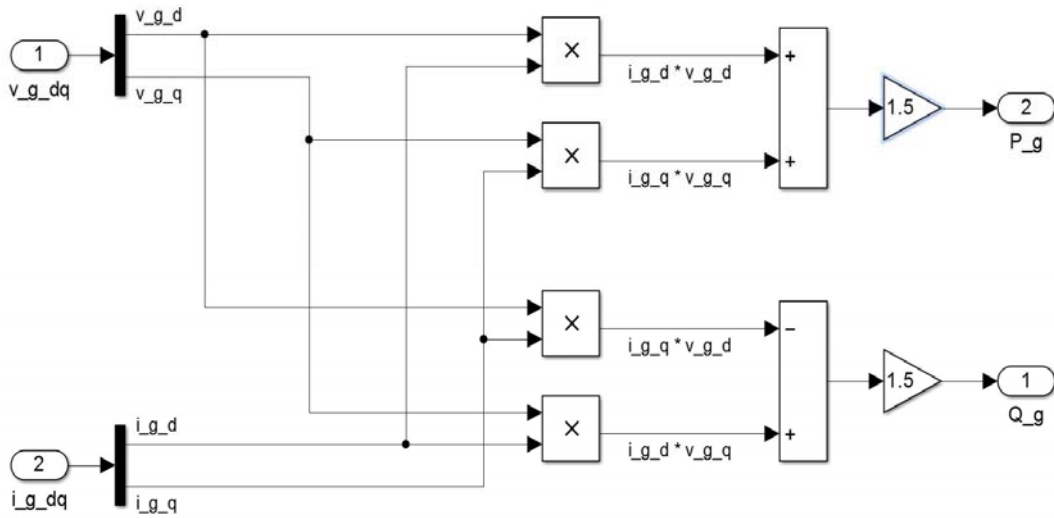 v_g_d
1
v_g_dq
v_g_q
×
i_g_d * v_g_d
+
1.5
2
P_g
×
i_g_q * v_g_q
+
×
i_g_q * v_g_d
−
1.5
1
Q_g
×
i_g_d * v_g_q
+
i_g_d
2
i_g_dq
i_g_q